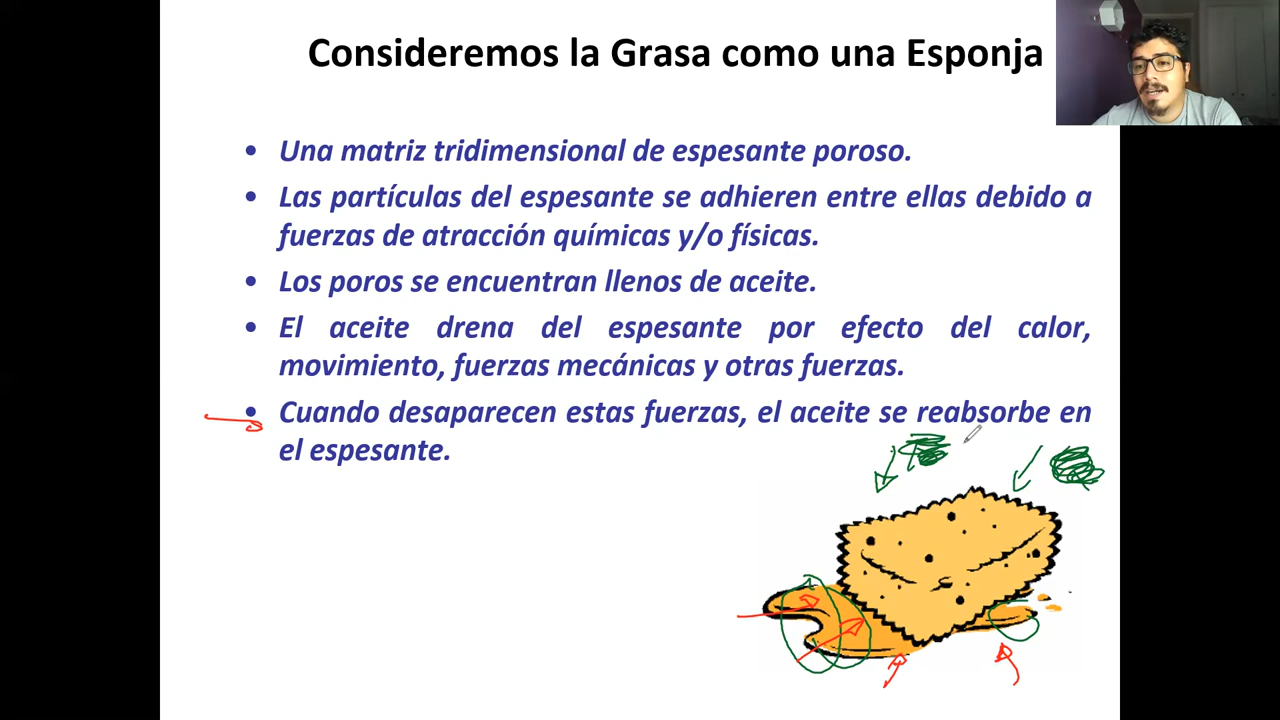 Consideremos la Grasa como una Esponja
• Una matriz tridimensional de espesante poroso.
• Las partículas del espesante se adhieren entre ellas debido a
fuerzas de atracción químicas y/o físicas.
• Los poros se encuentran llenos de aceite.
• El aceite drena del espesante por efecto del calor,
movimiento, fuerzas mecánicas y otras fuerzas.
• Cuando desaparecen estas fuerzas, el aceite se reabsorbe en
el espesante.